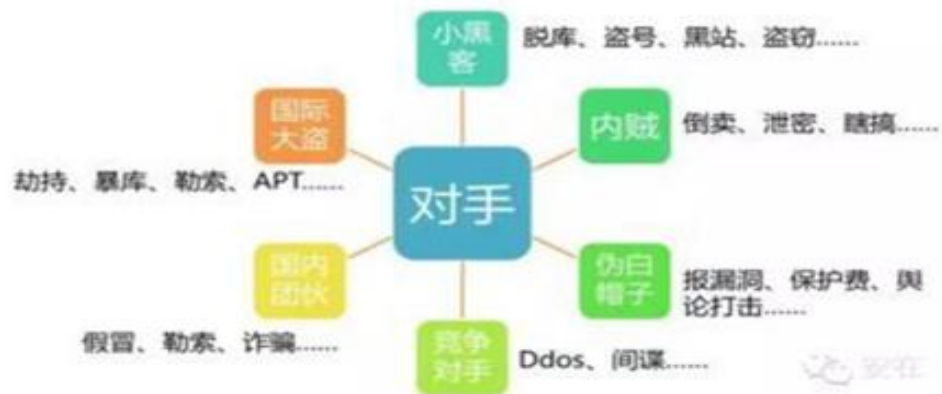 小黑
客
脱库、盗号、黑站、盗窃......
国际
大盗
内贼
倒卖、泄密、瞎搞......
劫持、暴库、勒索、APT......
对手
国内
团伙
伪白
帽子
报漏洞、保护费、舆
论打击......
假冒、勒索、诈骗......
竞争
对手
Ddos、间谍......
安在